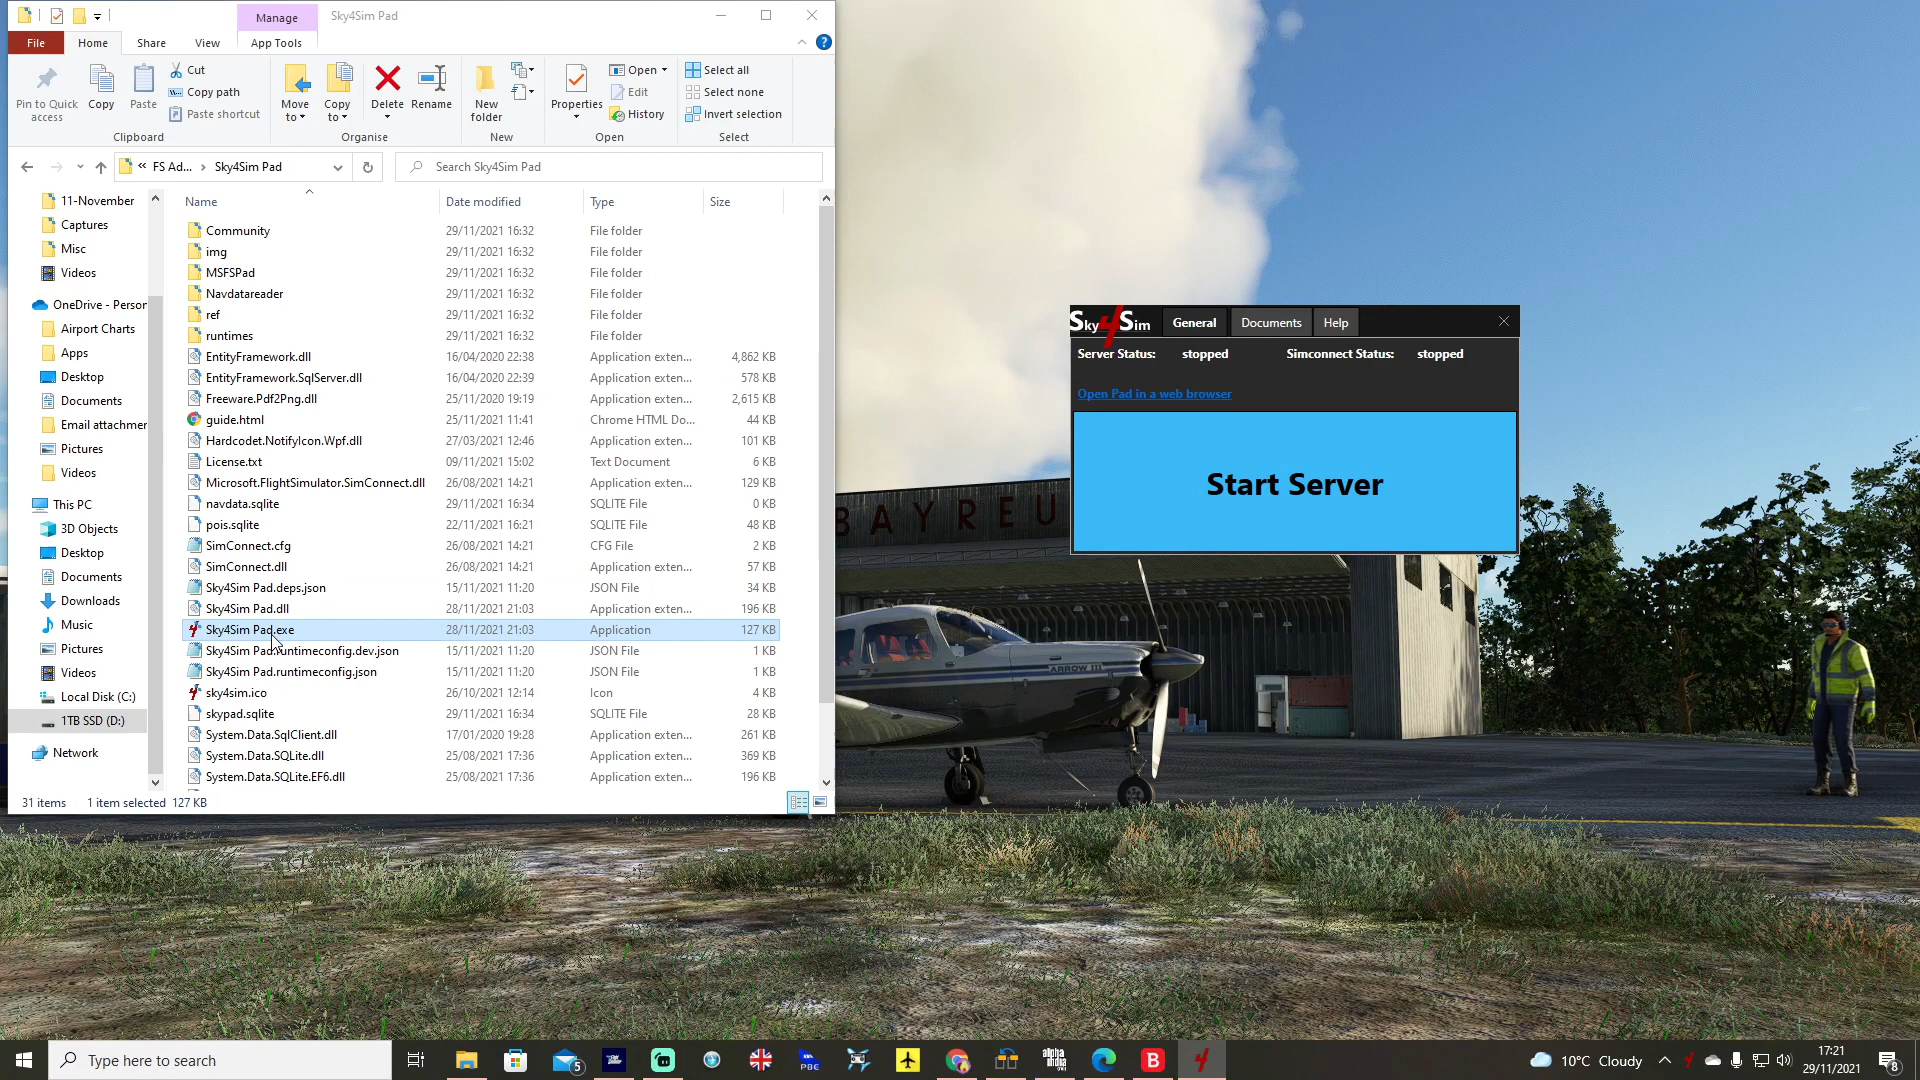 Manage
Sky4Sim Pad
File
Home
Share
View
App Tools
Pin to Quick access
Copy
Paste
Cut
Copy path
Paste shortcut
Move to
Copy to
Delete
Rename
New folder
Properties
Open
Edit
History
Select all
Select none
Invert selection
Clipboard
Organise
New
Open
Select
« FS Ad... › Sky4Sim Pad
Search Sky4Sim Pad
11-November
Captures
Misc
Videos
OneDrive - Person
Airport Charts
Apps
Desktop
Documents
Email attachmen
Pictures
Videos
This PC
3D Objects
Desktop
Documents
Downloads
Music
Pictures
Videos
Local Disk (C:)
1TB SSD (D:)
Network
Name Date modified Type Size
Community 29/11/2021 16:32 File folder
img 29/11/2021 16:32 File folder
MSFSPad 29/11/2021 16:32 File folder
Navdatareader 29/11/2021 16:32 File folder
ref 29/11/2021 16:32 File folder
runtimes 29/11/2021 16:32 File folder
EntityFramework.dll 16/04/2020 22:38 Application exten... 4,862 KB
EntityFramework.SqlServer.dll 16/04/2020 22:39 Application exten... 578 KB
Freeware.Pdf2Png.dll 25/11/2020 19:19 Application exten... 2,615 KB
guide.html 25/11/2021 11:41 Chrome HTML Do... 44 KB
Hardcodet.NotifyIcon.Wpf.dll 27/03/2021 12:46 Application exten... 101 KB
License.txt 09/11/2021 15:02 Text Document 6 KB
Microsoft.FlightSimulator.SimConnect.dll 26/08/2021 14:21 Application exten... 129 KB
navdata.sqlite 29/11/2021 16:34 SQLITE File 0 KB
pois.sqlite 22/11/2021 16:21 SQLITE File 48 KB
SimConnect.cfg 26/08/2021 14:21 CFG File 2 KB
SimConnect.dll 26/08/2021 14:21 Application exten... 57 KB
Sky4Sim Pad.deps.json 15/11/2021 11:20 JSON File 34 KB
Sky4Sim Pad.dll 28/11/2021 21:03 Application exten... 196 KB
Sky4Sim Pad.exe 28/11/2021 21:03 Application 127 KB
Sky4Sim Pad.runtimeconfig.dev.json 15/11/2021 11:20 JSON File 1 KB
Sky4Sim Pad.runtimeconfig.json 15/11/2021 11:20 JSON File 1 KB
sky4sim.ico 26/10/2021 12:14 Icon 4 KB
skypad.sqlite 29/11/2021 16:34 SQLITE File 28 KB
System.Data.SqlClient.dll 17/01/2020 19:28 Application exten... 261 KB
System.Data.SQLite.dll 25/08/2021 17:36 Application exten... 369 KB
System.Data.SQLite.EF6.dll 25/08/2021 17:36 Application exten... 196 KB
31 items 1 item selected 127 KB
Sky4Sim General Documents Help
Server Status: stopped Simconnect Status: stopped
Open Pad in a web browser
Start Server
BAYREU
ARROW III
Type here to search
5
PBE
alpha india
B
10°C Cloudy
17:21
29/11/2021
8